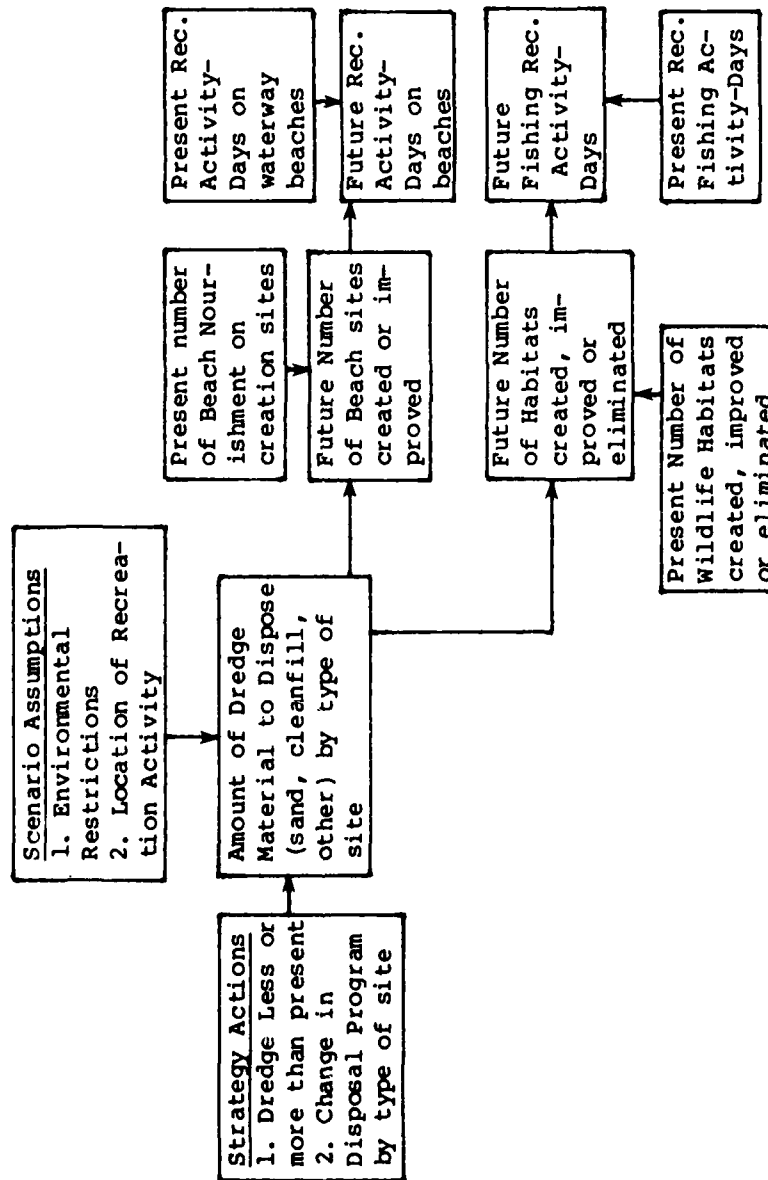 Scenario Assumptions
1. Environmental
Restrictions
2. Location of Recrea-
tion Activity
Strategy Actions
1. Dredge Less or
more than present
2. Change in
Disposal Program
by type of site
Amount of Dredge
Material to Dispose
(sand, cleanfill,
other) by type of
site
Present number
of Beach Nour-
ishment on
creation sites
Future Number
of Beach sites
created or im-
proved
Present Rec.
Activity-
Days on
waterway
beaches
Future Rec.
Activity-
Days on
beaches
Future Number
of Habitats
created, im-
proved or
eliminated
Future
Fishing Rec.
Activity-
Days
Present Number of
Wildlife Habitats
created, improved
or eliminated
Present Rec.
Fishing Ac-
tivity-Days